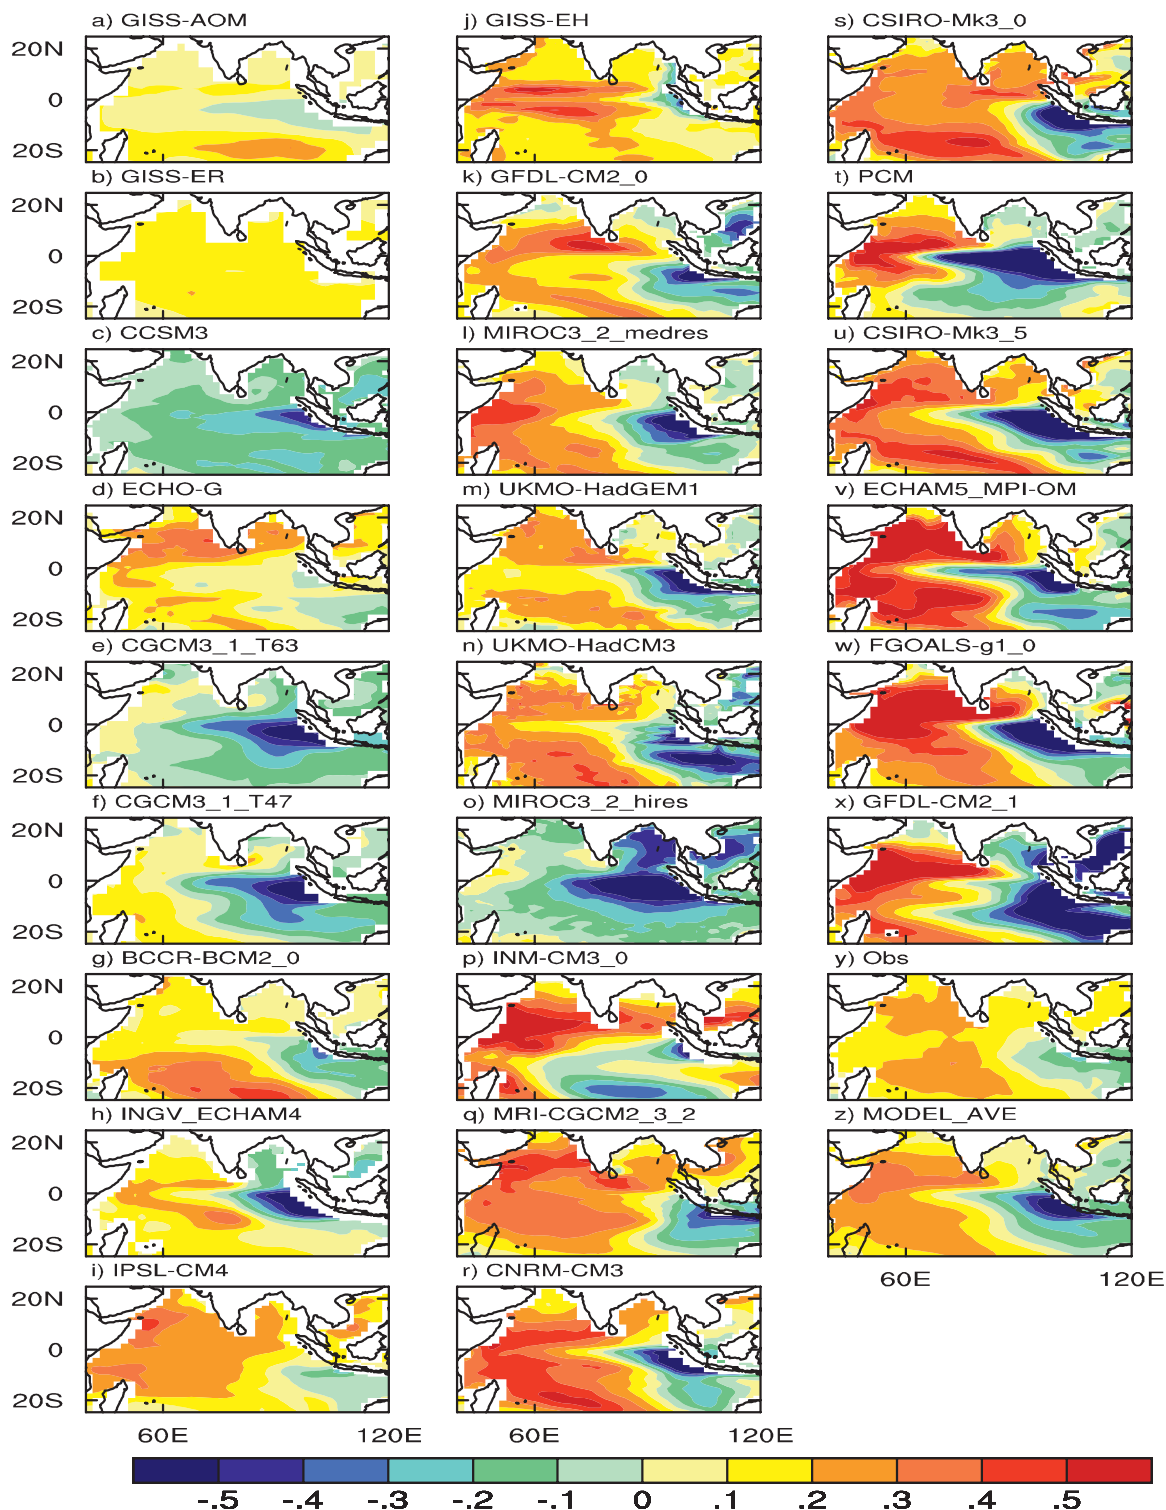 a) GISS-AOM
j) GISS-EH
s) CSIRO-Mk3_0
20N
0
20S
b) GISS-ER
k) GFDL-CM2_0
t) PCM
20N
0
20S
c) CCSM3
l) MIROC3_2_medres
u) CSIRO-Mk3_5
20N
0
20S
d) ECHO-G
m) UKMO-HadGEM1
v) ECHAM5_MPI-OM
20N
0
20S
e) CGCM3_1_T63
n) UKMO-HadCM3
w) FGOALS-g1_0
20N
0
20S
f) CGCM3_1_T47
o) MIROC3_2_hires
x) GFDL-CM2_1
20N
0
20S
g) BCCR-BCM2_0
p) INM-CM3_0
y) Obs
20N
0
20S
h) INGV_ECHAM4
q) MRI-CGCM2_3_2
z) MODEL_AVE
20N
0
20S
60E 120E
i) IPSL-CM4
r) CNRM-CM3
20N
0
20S
60E 120E 60E 120E
-.5 -.4 -.3 -.2 -.1 0 .1 .2 .3 .4 .5